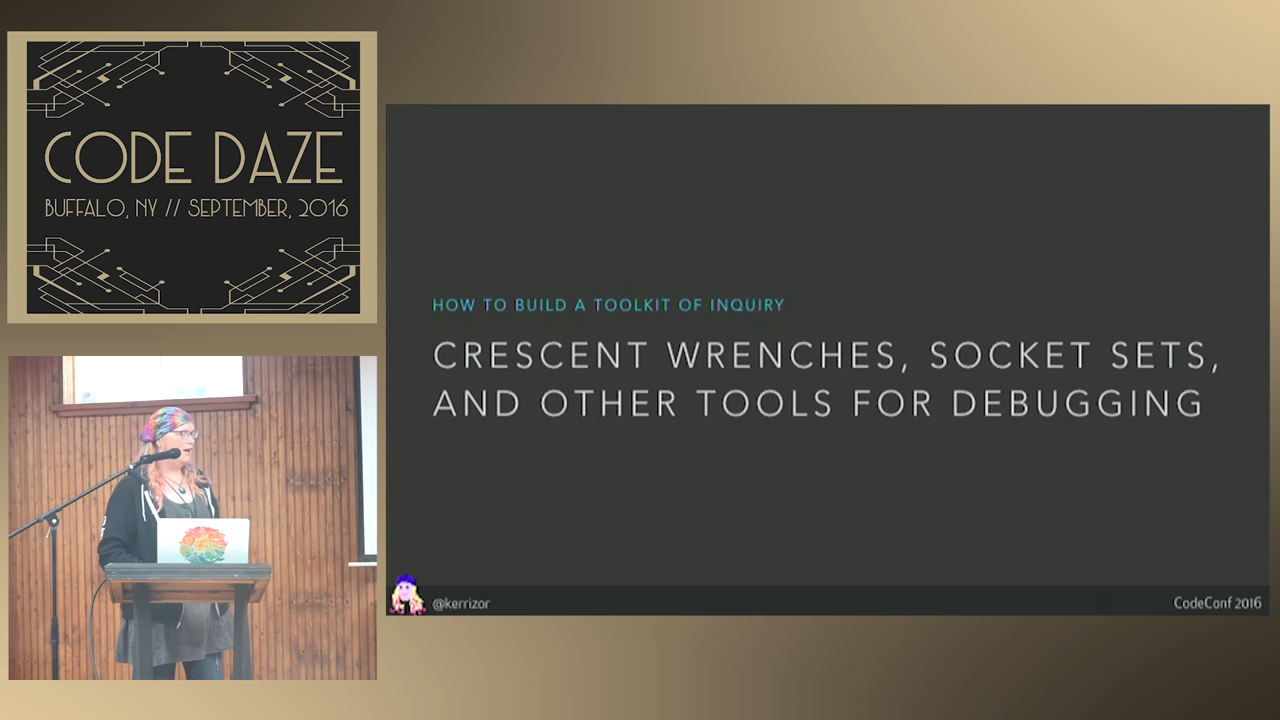 CODE DAZE
BUFFALO, NY // SEPTEMBER, 2016
HOW TO BUILD A TOOLKIT OF INQUIRY
CRESCENT WRENCHES, SOCKET SETS,
AND OTHER TOOLS FOR DEBUGGING
@kerrizor
CodeConf 2016